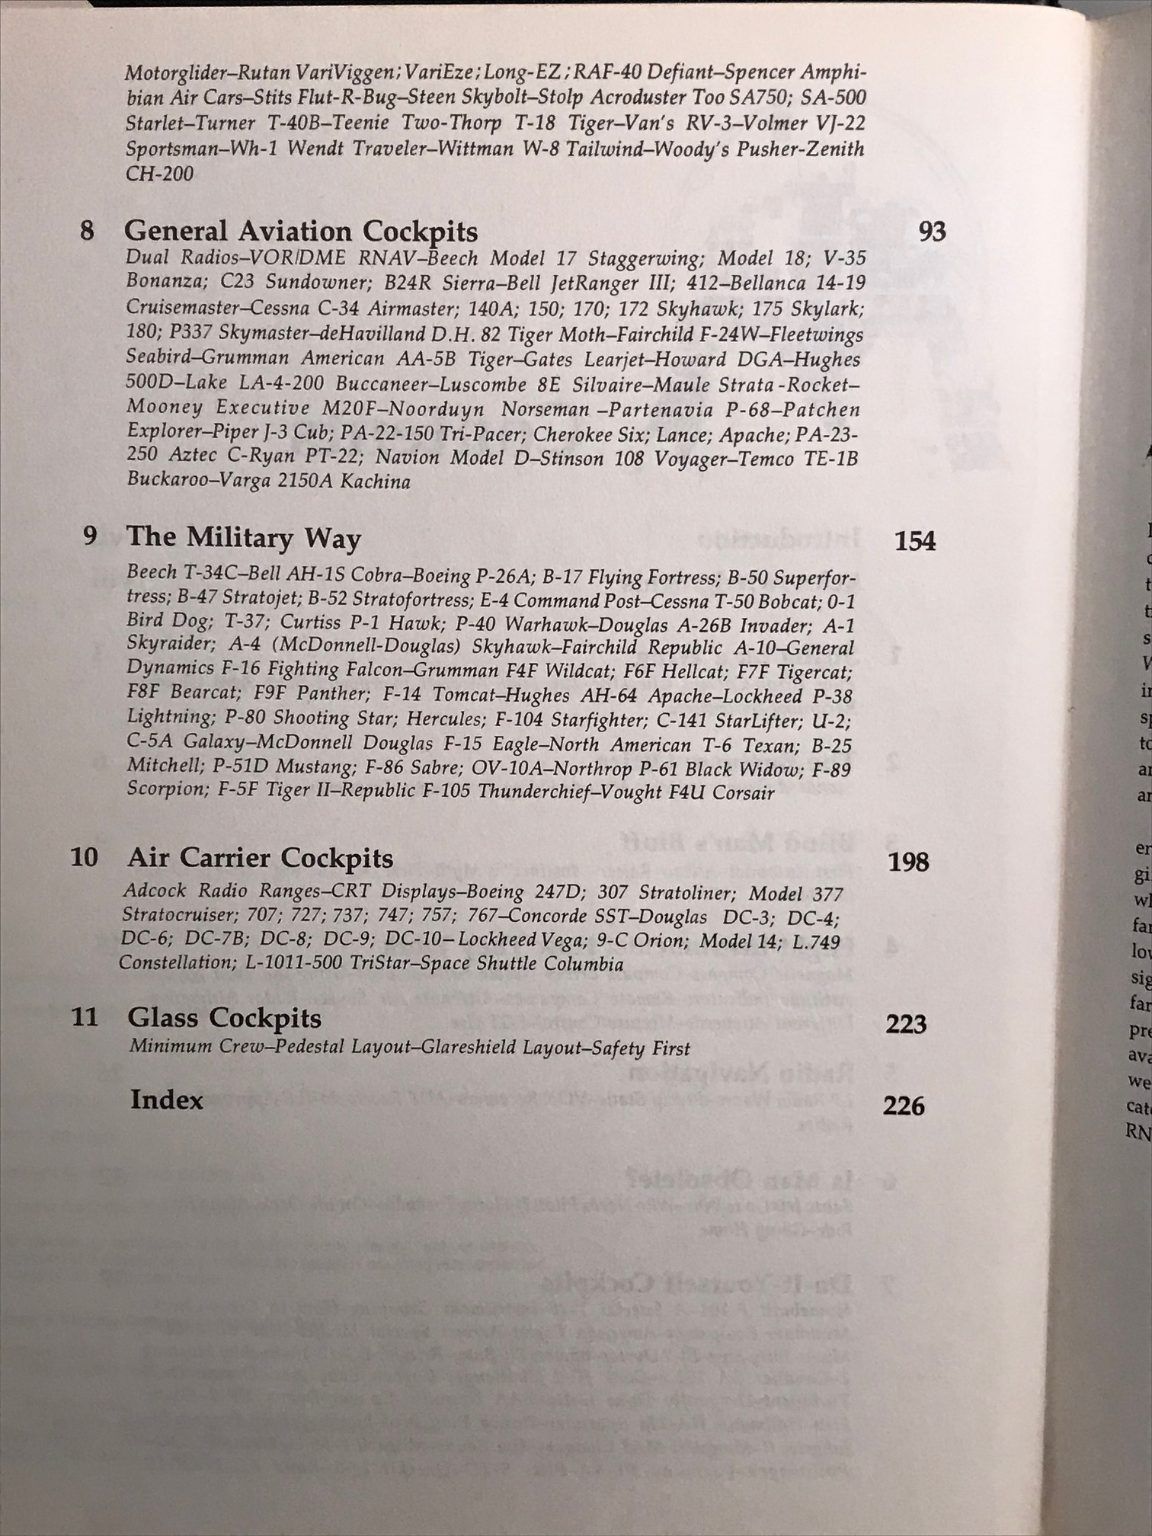 Motorglider–Rutan VariViggen; VariEze; Long-EZ; RAF-40 Defiant–Spencer Amphi-
bian Air Cars–Stits Flut-R-Bug–Steen Skybolt–Stolp Acroduster Too SA750; SA-500
Starlet–Turner T-40B–Teenie Two–Thorp T-18 Tiger–Van's RV-3–Volmer VJ-22
Sportsman–Wh-1 Wendt Traveler–Wittman W-8 Tailwind–Woody's Pusher-Zenith
CH-200
8 General Aviation Cockpits 93
Dual Radios–VOR/DME RNAV–Beech Model 17 Staggerwing; Model 18; V-35
Bonanza; C23 Sundowner; B24R Sierra–Bell JetRanger III; 412–Bellanca 14-19
Cruisemaster–Cessna C-34 Airmaster; 140A; 150; 170; 172 Skyhawk; 175 Skylark;
180; P337 Skymaster–deHavilland D.H. 82 Tiger Moth–Fairchild F-24W–Fleetwings
Seabird–Grumman American AA-5B Tiger–Gates Learjet–Howard DGA–Hughes
500D–Lake LA-4-200 Buccaneer–Luscombe 8E Silvaire–Maule Strata-Rocket–
Mooney Executive M20F–Noorduyn Norseman–Partenavia P-68–Patchen
Explorer–Piper J-3 Cub; PA-22-150 Tri-Pacer; Cherokee Six; Lance; Apache; PA-23-
250 Aztec C-Ryan PT-22; Navion Model D–Stinson 108 Voyager–Temco TE-1B
Buckaroo–Varga 2150A Kachina
9 The Military Way 154
Beech T-34C–Bell AH-1S Cobra–Boeing P-26A; B-17 Flying Fortress; B-50 Superfor-
tress; B-47 Stratojet; B-52 Stratofortress; E-4 Command Post–Cessna T-50 Bobcat; 0-1
Bird Dog; T-37; Curtiss P-1 Hawk; P-40 Warhawk–Douglas A-26B Invader; A-1
Skyraider; A-4 (McDonnell-Douglas) Skyhawk–Fairchild Republic A-10–General
Dynamics F-16 Fighting Falcon–Grumman F4F Wildcat; F6F Hellcat; F7F Tigercat;
F8F Bearcat; F9F Panther; F-14 Tomcat–Hughes AH-64 Apache–Lockheed P-38
Lightning; P-80 Shooting Star; Hercules; F-104 Starfighter; C-141 StarLifter; U-2;
C-5A Galaxy–McDonnell Douglas F-15 Eagle–North American T-6 Texan; B-25
Mitchell; P-51D Mustang; F-86 Sabre; OV-10A–Northrop P-61 Black Widow; F-89
Scorpion; F-5F Tiger II–Republic F-105 Thunderchief–Vought F4U Corsair
10 Air Carrier Cockpits 198
Adcock Radio Ranges–CRT Displays–Boeing 247D; 307 Stratoliner; Model 377
Stratocruiser; 707; 727; 737; 747; 757; 767–Concorde SST–Douglas DC-3; DC-4;
DC-6; DC-7B; DC-8; DC-9; DC-10–Lockheed Vega; 9-C Orion; Model 14; L.749
Constellation; L-1011-500 TriStar–Space Shuttle Columbia
11 Glass Cockpits 223
Minimum Crew–Pedestal Layout–Glareshield Layout–Safety First
Index 226